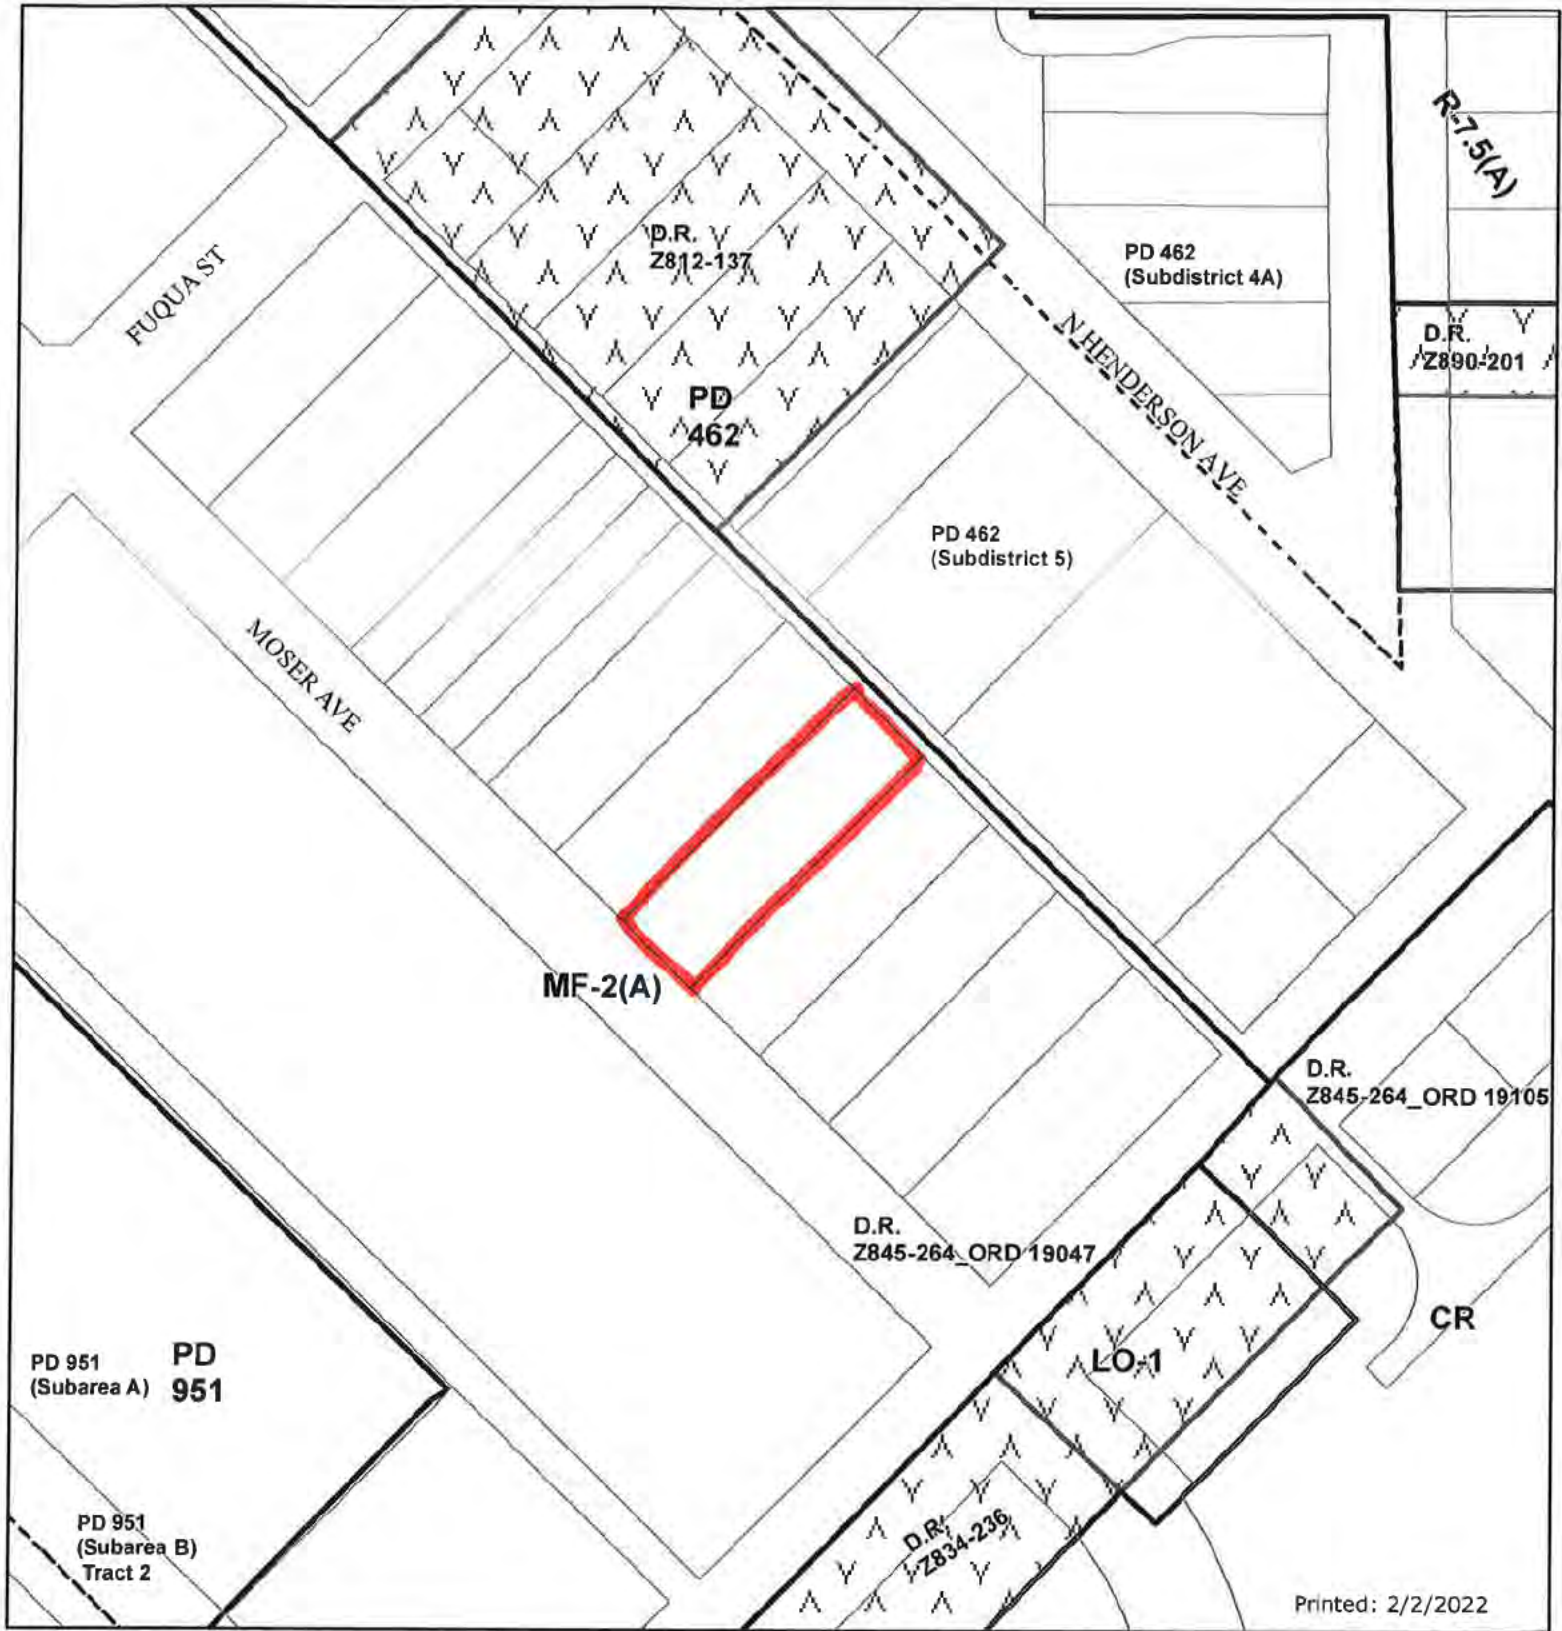 R-7.5(A)
FUQUA ST
D.R.
Z812-137
PD 462
(Subdistrict 4A)
N HENDERSON AVE
D.R.
Z890-201
PD
462
PD 462
(Subdistrict 5)
MOSER AVE
MF-2(A)
D.R.
Z845-264_ORD 19105
D.R.
Z845-264_ORD 19047
CR
PD 951
(Subarea A)
PD
951
LO-1
PD 951
(Subarea B)
Tract 2
D.R.
Z834-236
Printed: 2/2/2022